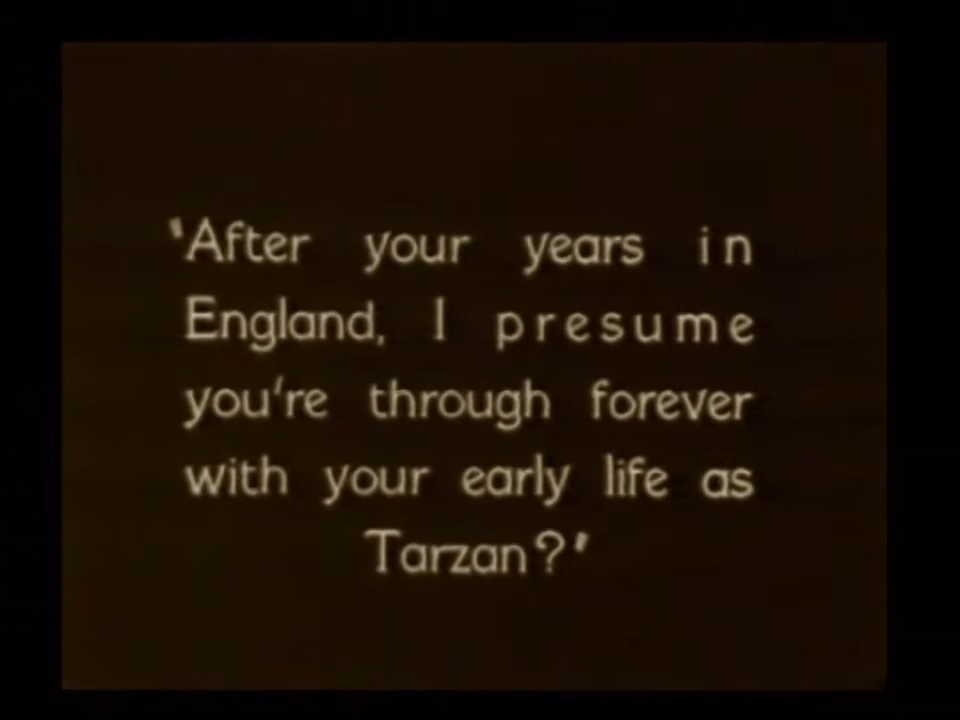 'After your years in
England, I presume
you're through forever
with your early life as
Tarzan?'